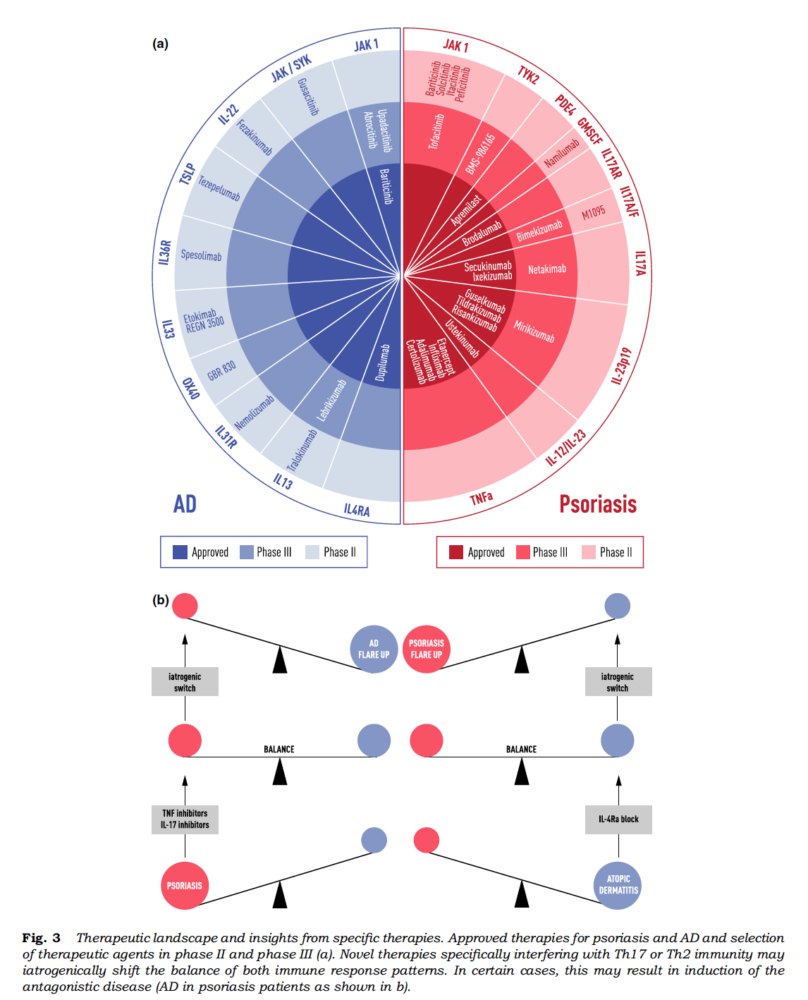 (a)
JAK 1
JAK / SYK
IL-22
TSLP
IL36R
IL33
OX40
IL31R
IL13
IL4RA
Upadacitinib
Abrocitinib
Bariticinib
Gusacitinib
Fezakinumab
Tezepelumab
Spesolimab
Etokimab
REGN 3500
GBR 830
Nemolizumab
Tralokinumab
Lebrikizumab
Dupilumab
AD
JAK 1
TYK2
PDE4
GMSCF
IL17AR
IL17A/F
IL17A
IL-23p19
IL-12/IL-23
TNFa
Bariticinib
Solcitinib
Itacitinib
Peficitinib
Tofacitinib
BMS-986165
Apremilast
Namilumab
Brodalumab
M1095
Bimekizumab
Secukinumab
Ixekizumab
Netakimab
Guselkumab
Tildrakizumab
Risankizumab
Mirikizumab
Ustekinumab
Etanercept
Infliximab
Adalimumab
Certolizumab
Psoriasis
Approved Phase III Phase II
Approved Phase III Phase II
(b)
AD
FLARE UP
PSORIASIS
FLARE UP
iatrogenic
switch
iatrogenic
switch
BALANCE
BALANCE
TNF inhibitors
IL-17 inhibitors
IL-4Ra block
PSORIASIS
ATOPIC
DERMATITIS
Fig. 3 Therapeutic landscape and insights from specific therapies. Approved therapies for psoriasis and AD and selection
of therapeutic agents in phase II and phase III (a). Novel therapies specifically interfering with Th17 or Th2 immunity may
iatrogenically shift the balance of both immune response patterns. In certain cases, this may result in induction of the
antagonistic disease (AD in psoriasis patients as shown in b).